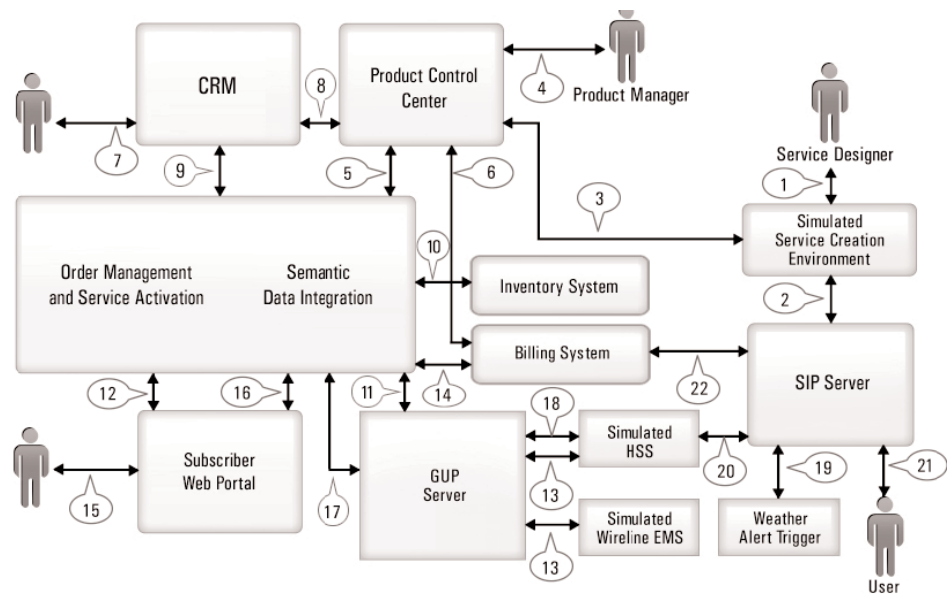 CRM
8
Product Control
Center
4
Product Manager
7
9
5
6
3
Service Designer
1
Simulated
Service Creation
Environment
2
10
Order Management
and Service Activation
Semantic
Data Integration
Inventory System
Billing System
22
SIP Server
12
16
11
14
18
Simulated
HSS
20
19
21
Subscriber
Web Portal
15
17
GUP
Server
13
13
Simulated
Wireline EMS
Weather
Alert Trigger
User